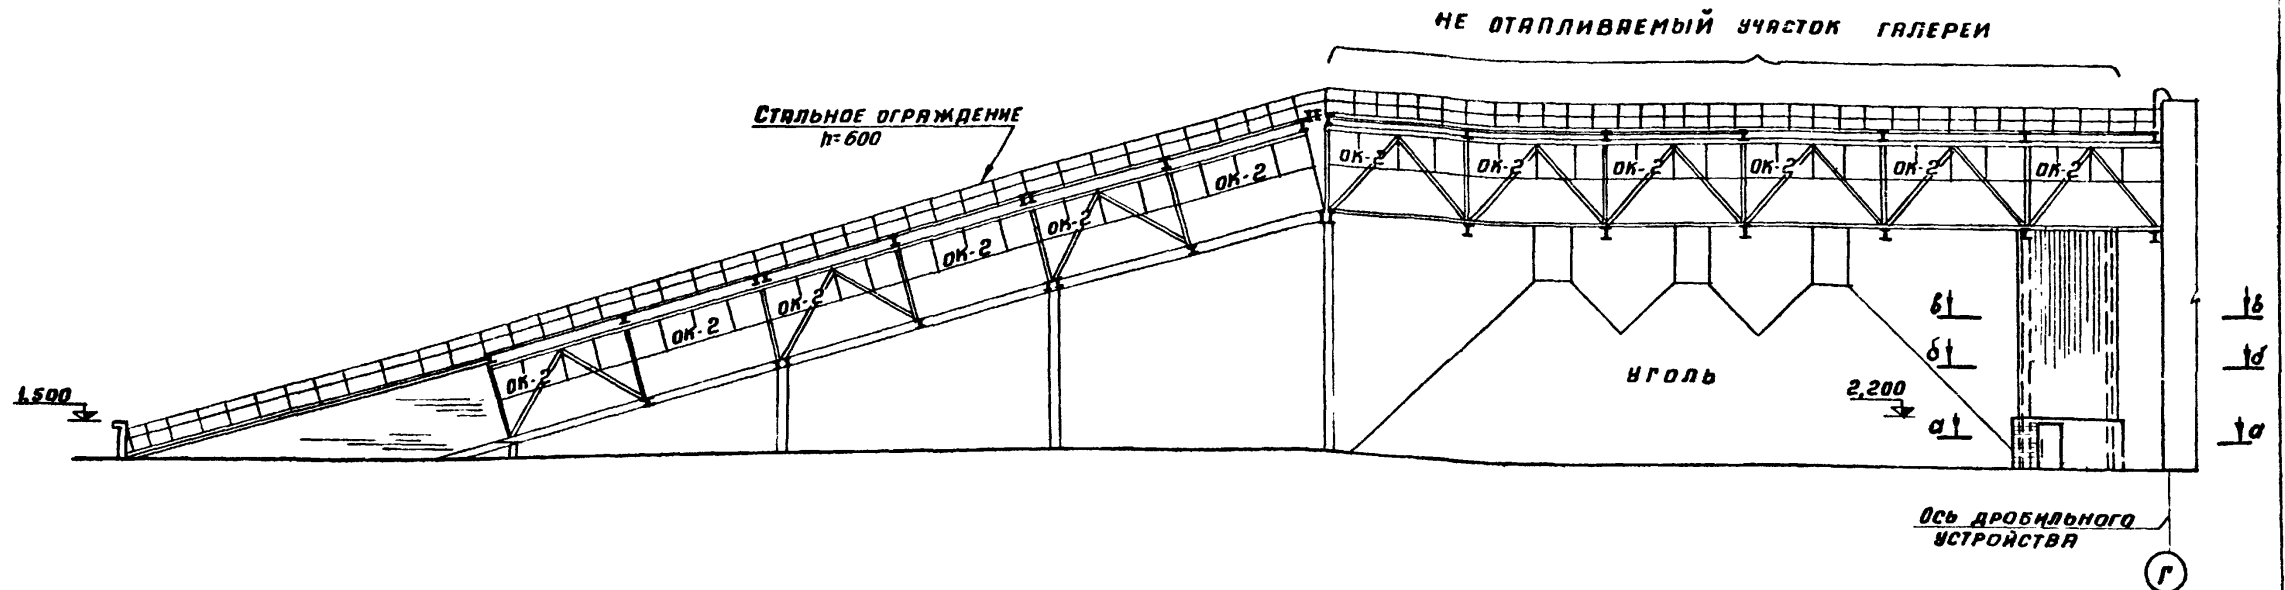 НЕ ОТАПЛИВАЕМЫЙ УЧАСТОК ГАЛЕРЕИ
СТАЛЬНОЕ ОГРАЖДЕНИЕ
h=600
ОК-2
ОК-2
ОК-2
ОК-2
ОК-2
ОК-2
ОК-2
ОК-2
ОК-2
ОК-2
ОК-2
ОК-2
в
в
б
б
УГОЛЬ
1.500
2,200
а
а
ОСЬ ДРОБИЛЬНОГО
УСТРОЙСТВА
Г